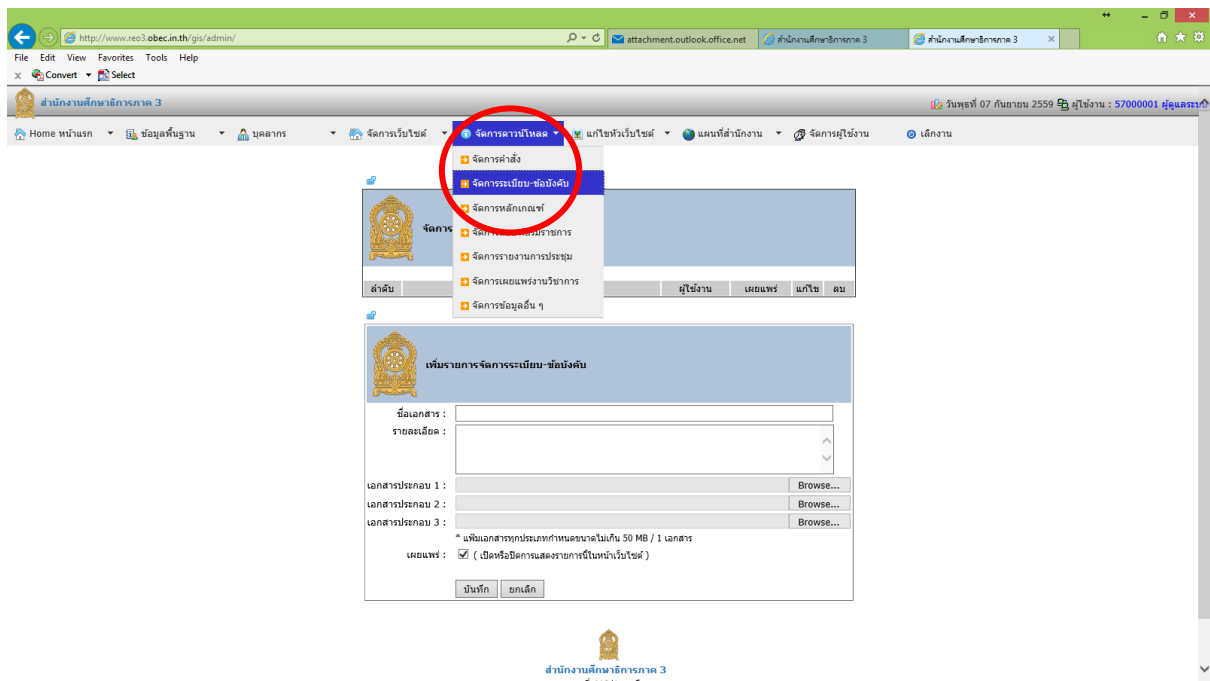 http://www.reo3.obec.in.th/gis/admin/
attachment.outlook.office.net
สำนักงานศึกษาธิการภาค 3
สำนักงานศึกษาธิการภาค 3
File Edit View Favorites Tools Help
x Convert Select
สำนักงานศึกษาธิการภาค 3
วันพุธที่ 07 กันยายน 2559 ผู้ใช้งาน : 57000001 ผู้ดูแลระบบ
Home หน้าแรก ข้อมูลพื้นฐาน บุคลากร จัดการเว็บไซต์ จัดการดาวน์โหลด แก้ไขหัวเว็บไซต์ แผนที่สำนักงาน จัดการผู้ใช้งาน เลิกงาน
จัดการคำสั่ง
จัดการระเบียบ-ข้อบังคับ
จัดการหลักเกณฑ์
จัดการ
จัดการรายงานการประชุม
จัดการเผยแพร่งานวิชาการ
จัดการข้อมูลอื่น ๆ
จัดการ
ลำดับ ผู้ใช้งาน เผยแพร่ แก้ไข ลบ
เพิ่มรายการจัดการระเบียบ-ข้อบังคับ
ชื่อเอกสาร :
รายละเอียด :
เอกสารประกอบ 1 : Browse...
เอกสารประกอบ 2 : Browse...
เอกสารประกอบ 3 : Browse...
* แฟ้มเอกสารทุกประเภทกำหนดขนาดไม่เกิน 50 MB / 1 เอกสาร
เผยแพร่ : ( เปิดหรือปิดการแสดงรายการนี้ในหน้าเว็บไซต์ )
บันทึก ยกเลิก
สำนักงานศึกษาธิการภาค 3